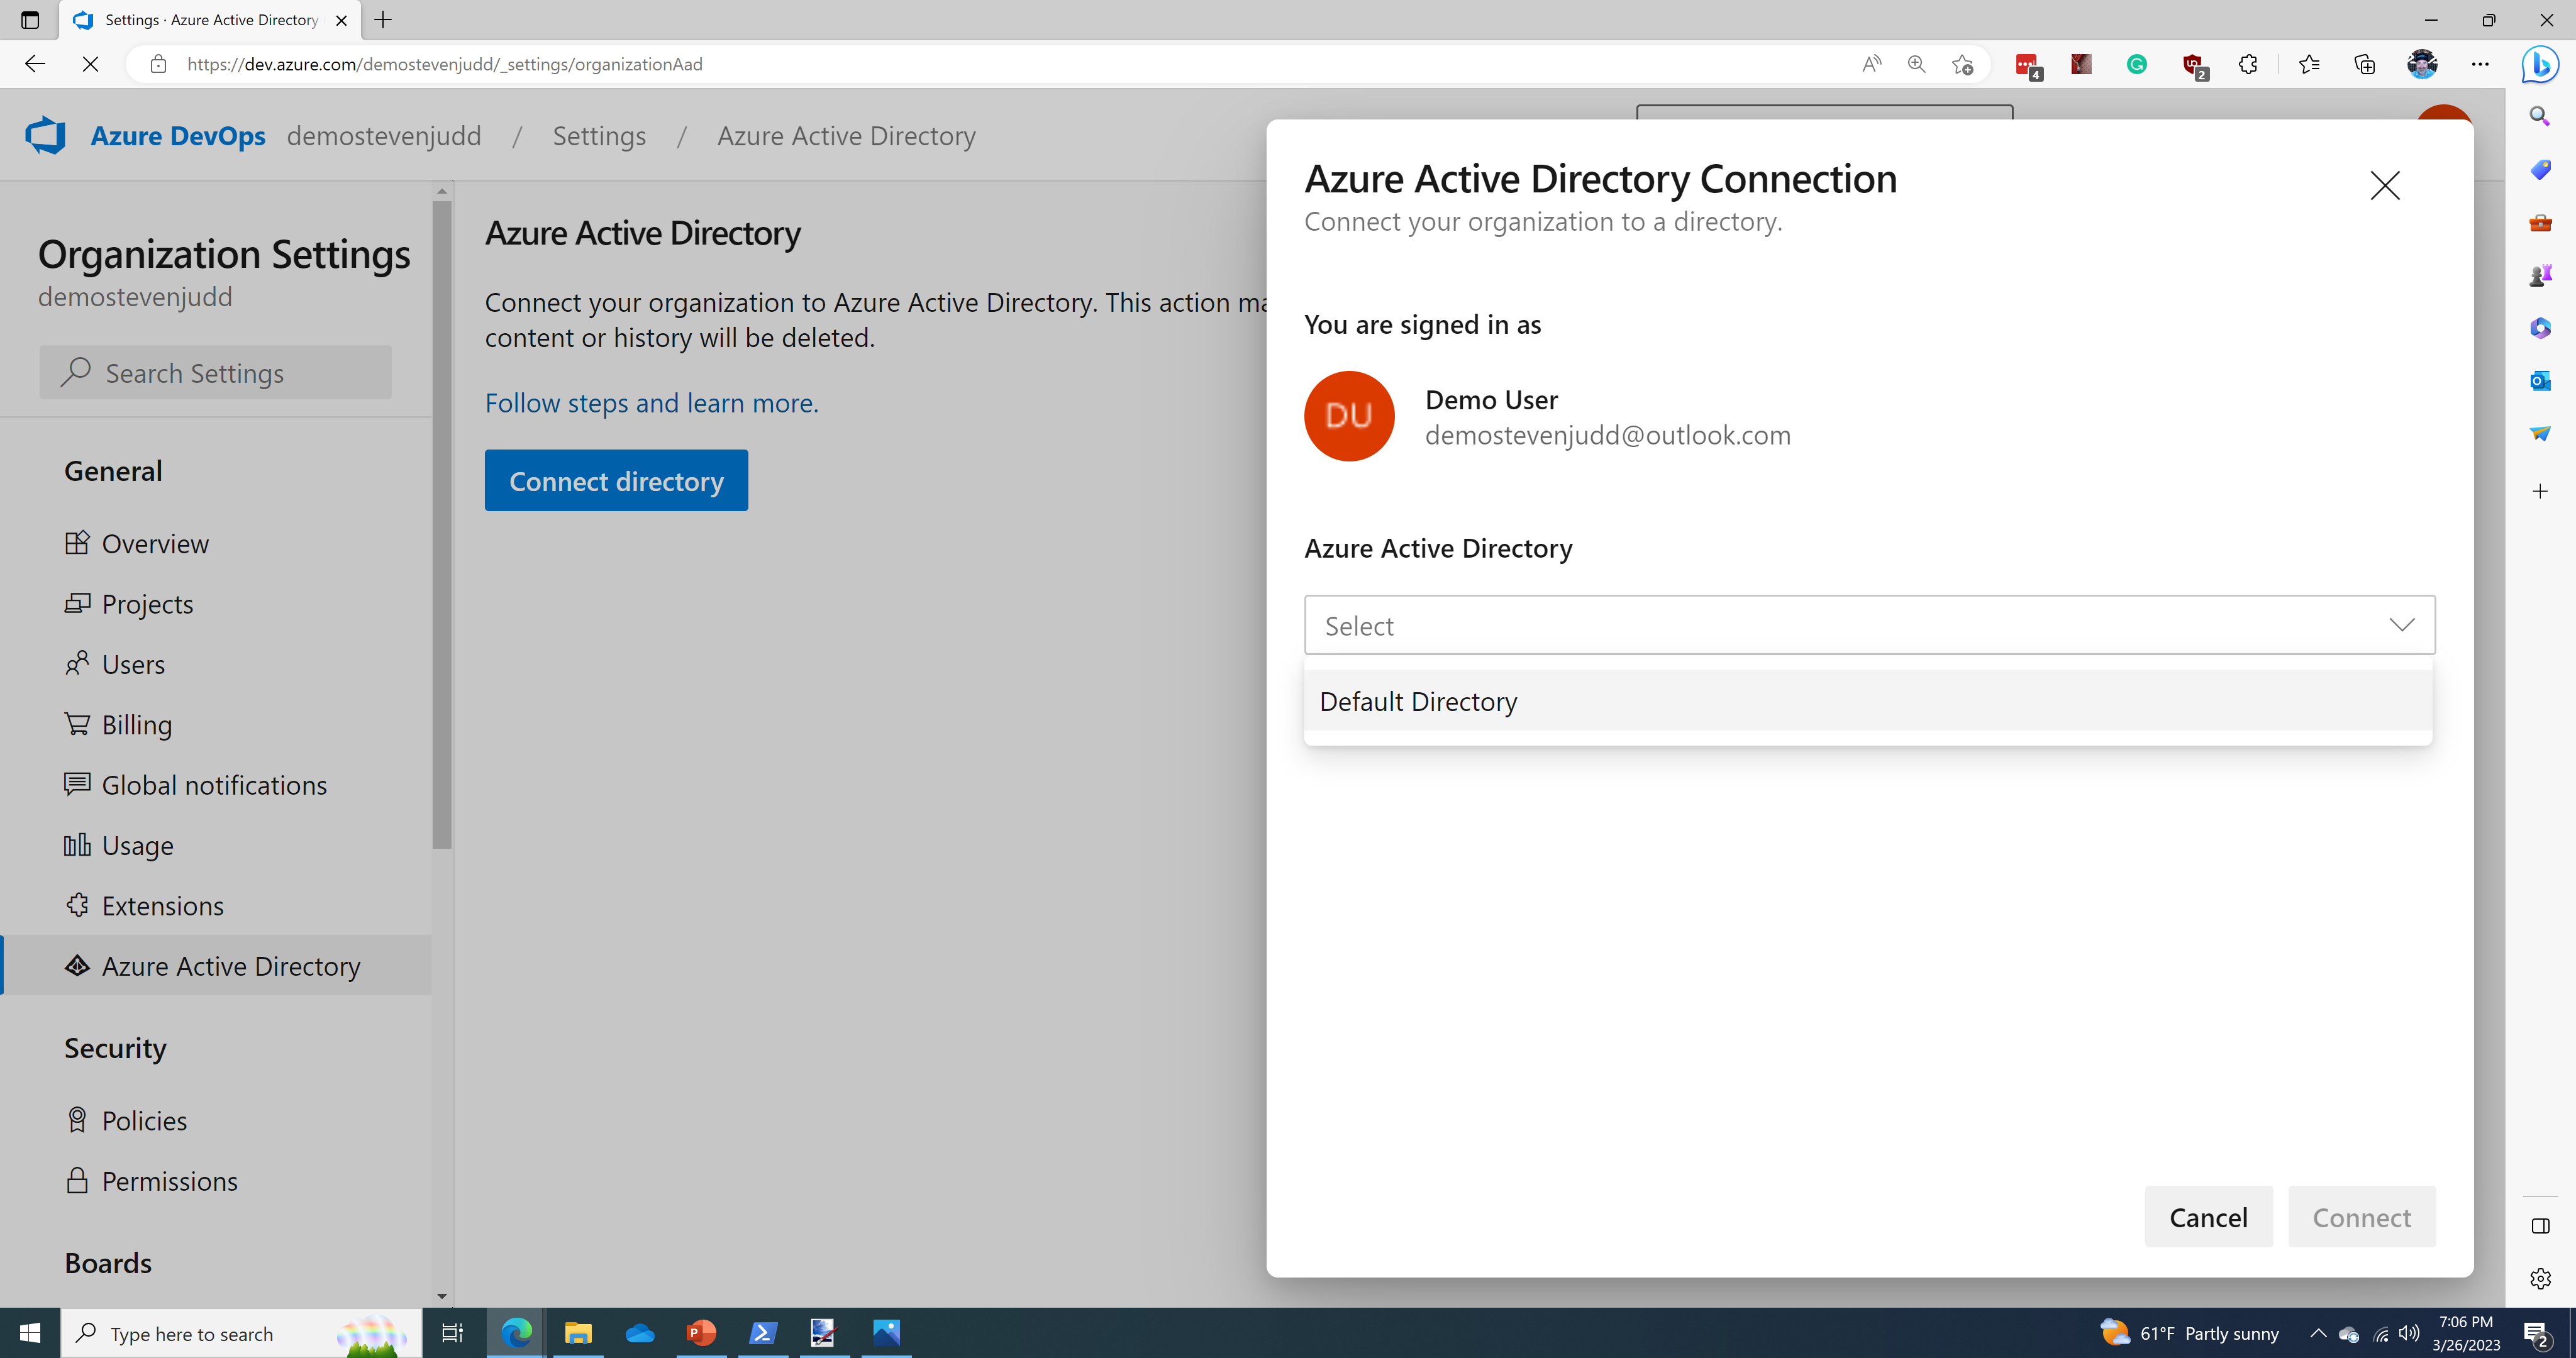 Settings · Azure Active Directory
https://dev.azure.com/demostevenjudd/_settings/organizationAad
4
2
Azure DevOps demostevenjudd / Settings / Azure Active Directory
Organization Settings
demostevenjudd
Search Settings
General
Overview
Projects
Users
Billing
Global notifications
Usage
Extensions
Azure Active Directory
Security
Policies
Permissions
Boards
Azure Active Directory
Connect your organization to Azure Active Directory. This action ma
content or history will be deleted.
Follow steps and learn more.
Connect directory
Azure Active Directory Connection
Connect your organization to a directory.
You are signed in as
DU
Demo User
demostevenjudd@outlook.com
Azure Active Directory
Select
Default Directory
Cancel
Connect
Type here to search
61°F Partly sunny
7:06 PM
3/26/2023
2